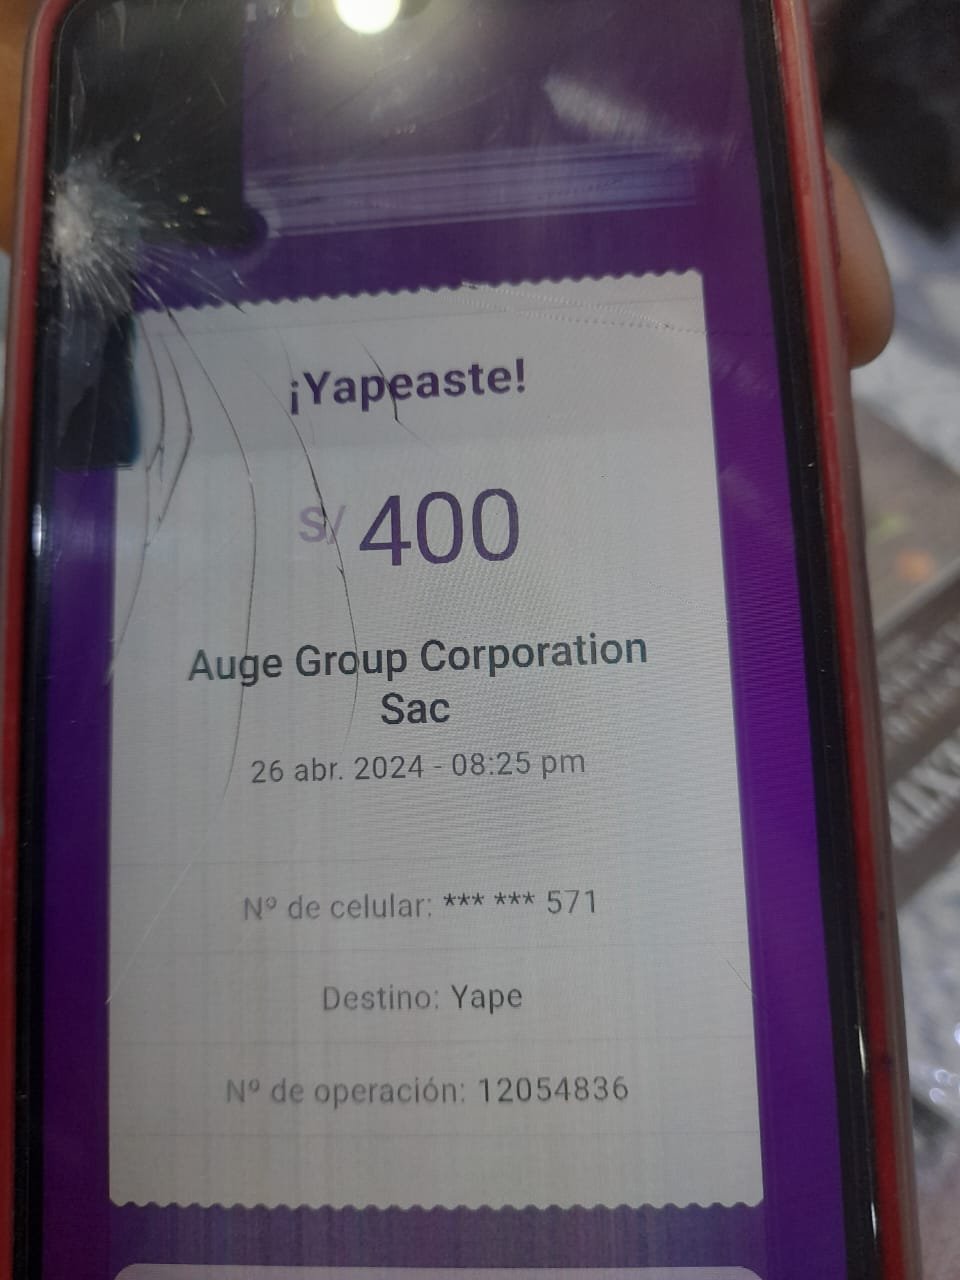 ¡Yapeaste!
S/ 400
Auge Group Corporation
Sac
26 abr. 2024 - 08:25 pm
Nº de celular: *** *** 571
Destino: Yape
Nº de operación: 12054836